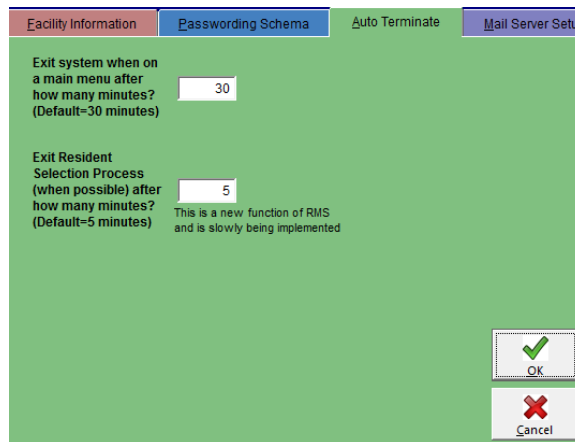 Facility Information
Passwording Schema
Auto Terminate
Mail Server Setu
Exit system when on
a main menu after
how many minutes?
(Default=30 minutes)
30
Exit Resident
Selection Process
(when possible) after
how many minutes?
(Default=5 minutes)
5
This is a new function of RMS
and is slowly being implemented
OK
Cancel